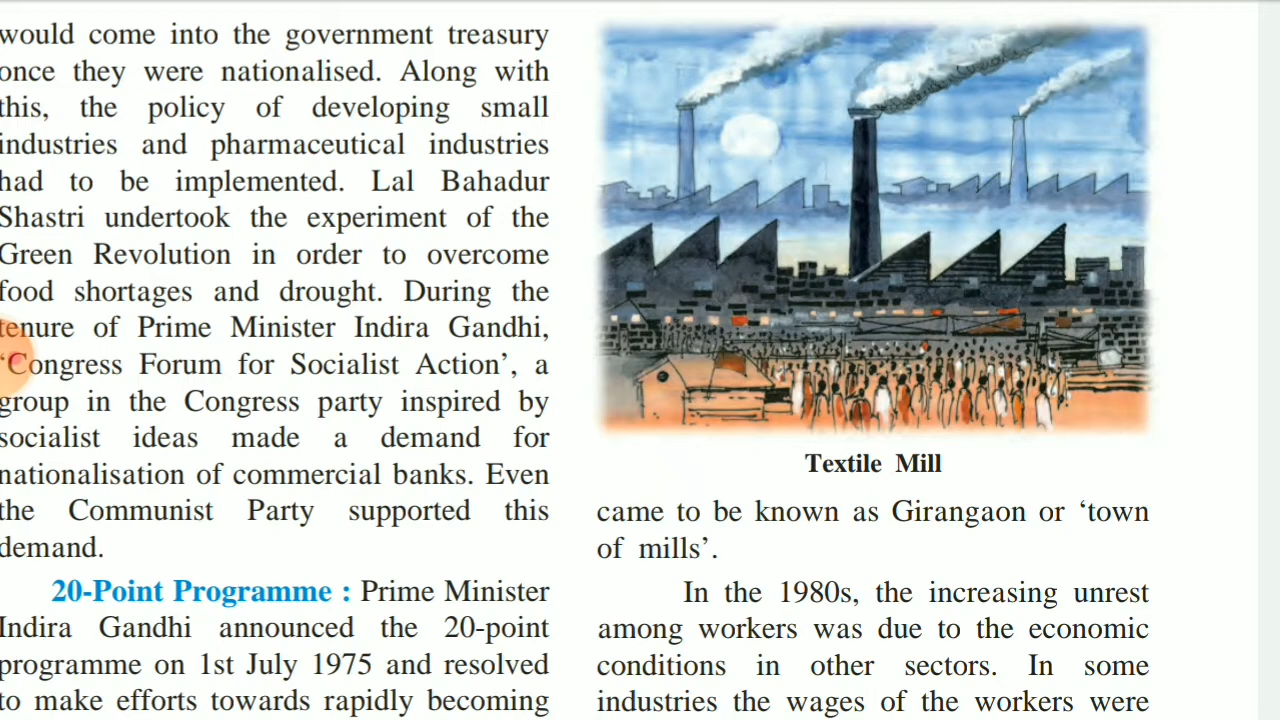 would come into the government treasury
once they were nationalised. Along with
this, the policy of developing small
industries and pharmaceutical industries
had to be implemented. Lal Bahadur
Shastri undertook the experiment of the
Green Revolution in order to overcome
food shortages and drought. During the
tenure of Prime Minister Indira Gandhi,
‘Congress Forum for Socialist Action’, a
group in the Congress party inspired by
socialist ideas made a demand for
nationalisation of commercial banks. Even
the Communist Party supported this
demand.
20-Point Programme : Prime Minister
Indira Gandhi announced the 20-point
programme on 1st July 1975 and resolved
to make efforts towards rapidly becoming
Textile Mill
came to be known as Girangaon or ‘town
of mills’.
In the 1980s, the increasing unrest
among workers was due to the economic
conditions in other sectors. In some
industries the wages of the workers were